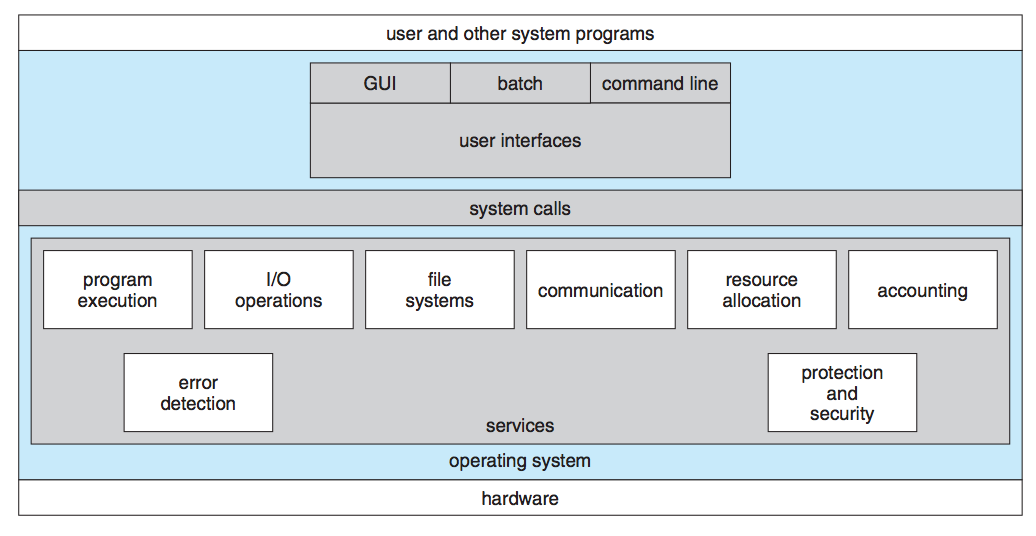 user and other system programs
GUI
batch
command line
user interfaces
system calls
program
execution
I/O
operations
file
systems
communication
resource
allocation
accounting
error
detection
protection
and
security
services
operating system
hardware